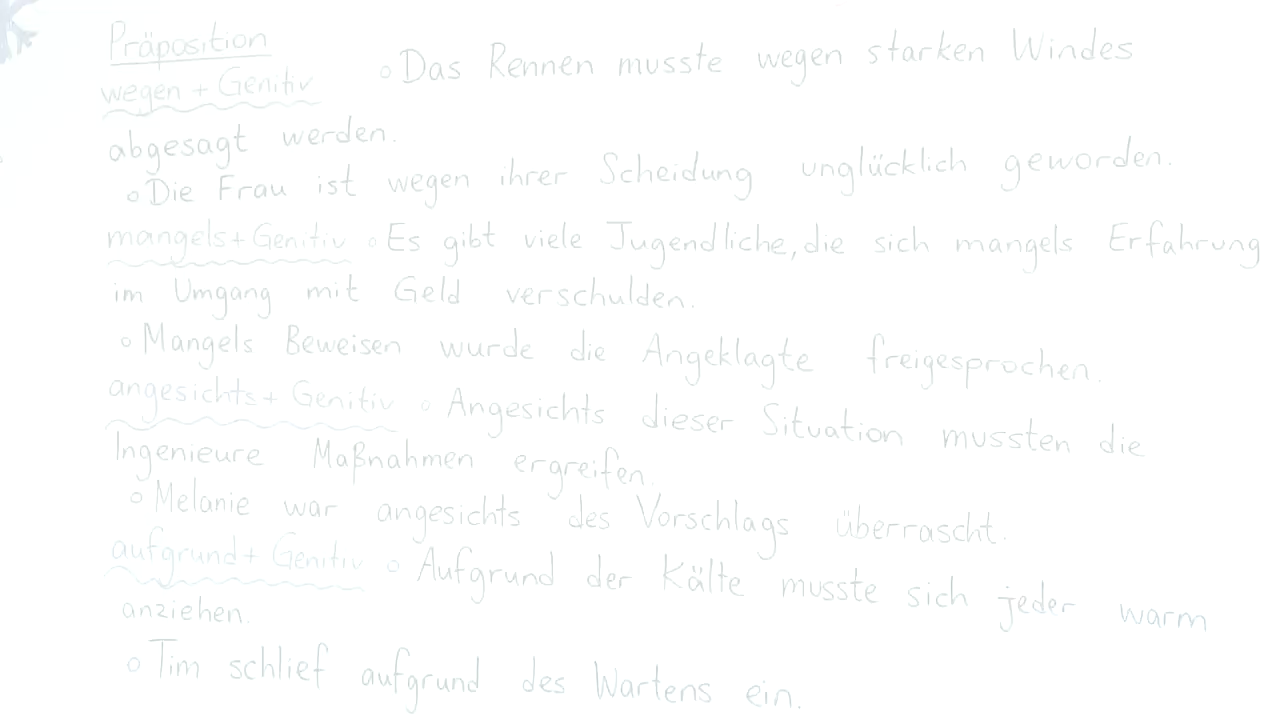 Präposition
wegen + Genitiv ∘ Das Rennen musste wegen starken Windes
abgesagt werden.
∘ Die Frau ist wegen ihrer Scheidung unglücklich geworden.
mangels + Genitiv ∘ Es gibt viele Jugendliche, die sich mangels Erfahrung
im Umgang mit Geld verschulden.
∘ Mangels Beweisen wurde die Angeklagte freigesprochen.
angesichts + Genitiv ∘ Angesichts dieser Situation mussten die
Ingenieure Maßnahmen ergreifen.
∘ Melanie war angesichts des Vorschlags überrascht.
aufgrund + Genitiv ∘ Aufgrund der Kälte musste sich jeder warm
anziehen.
∘ Tim schlief aufgrund des Wartens ein.